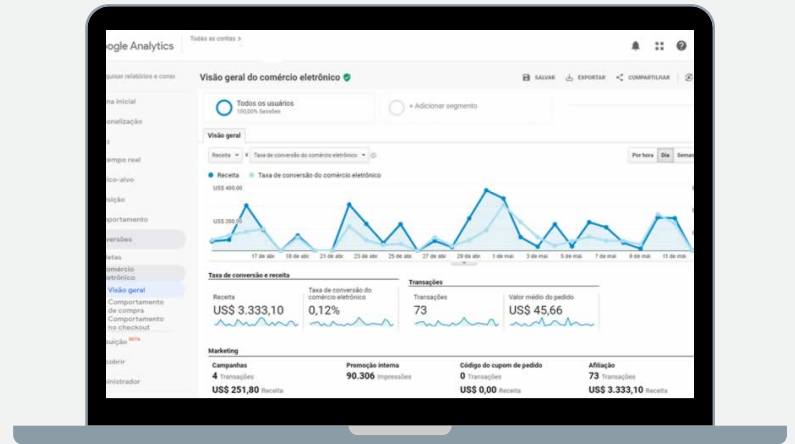 ogle Analytics
Todas as contas >
quisar relatórios e conse
Visão geral do comércio eletrônico
SALVAR
EXPORTAR
COMPARTILHAR
na inicial
Todos os usuários
100,00% Sessões
+ Adicionar segmento
onalização
Visão geral
empo real
Receita
Taxa de conversão do comércio eletrônico
Por hora
Dia
Seman
ico-alvo
Receita
Taxa de conversão do comércio eletrônico
US$ 400,00
isição
US$ 200,00
portamento
versões
17 de abr.
19 de abr.
21 de abr.
23 de abr.
25 de abr.
27 de abr.
29 de abr.
1 de mai.
3 de mai.
5 de mai.
7 de mai.
9 de mai.
11 de mai.
etas
omércio
etrônico
Visão geral
Comportamento
de compra
Comportamento
no checkout
buição BETA
cobrir
ministrador
Taxa de conversão e receita
Receita
US$ 3.333,10
Taxa de conversão do
comércio eletrônico
0,12%
Transações
Transações
73
Valor médio do pedido
US$ 45,66
Marketing
Campanhas
4 Transações
US$ 251,80 Receita
Promoção interna
90.306 Impressões
Código do cupom de pedido
0 Transações
US$ 0,00 Receita
Afiliação
73 Transações
US$ 3.333,10 Receita